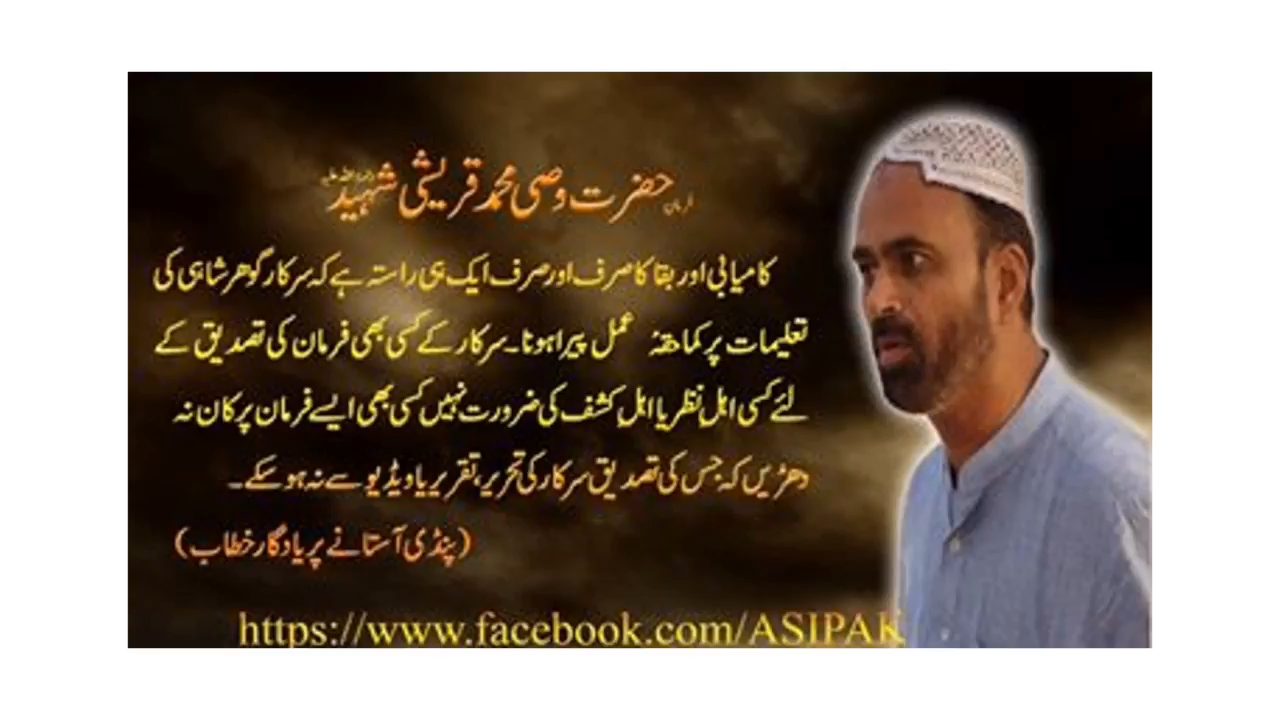 فرمان حضرت وصی محمد قریشی شہید رحمۃ اللہ علیہ
کامیابی اور بقا کا صرف اور صرف ایک ہی راستہ ہے کہ سرکار گوھر شاہی کی
تعلیمات پر کماحقہٗ عمل پیرا ہونا۔ سرکار کے کسی بھی فرمان کی تصدیق کے
لئے کسی اہلِ نظر یا اہلِ کشف کی ضرورت نہیں کسی بھی ایسے فرمان پر کان نہ
دھریں کہ جس کی تصدیق سرکار کی تحریر، تقریر یا ویڈیو سے نہ ہو سکے۔
(پنڈی آستانے پر یادگار خطاب)
https://www.facebook.com/ASIPAK